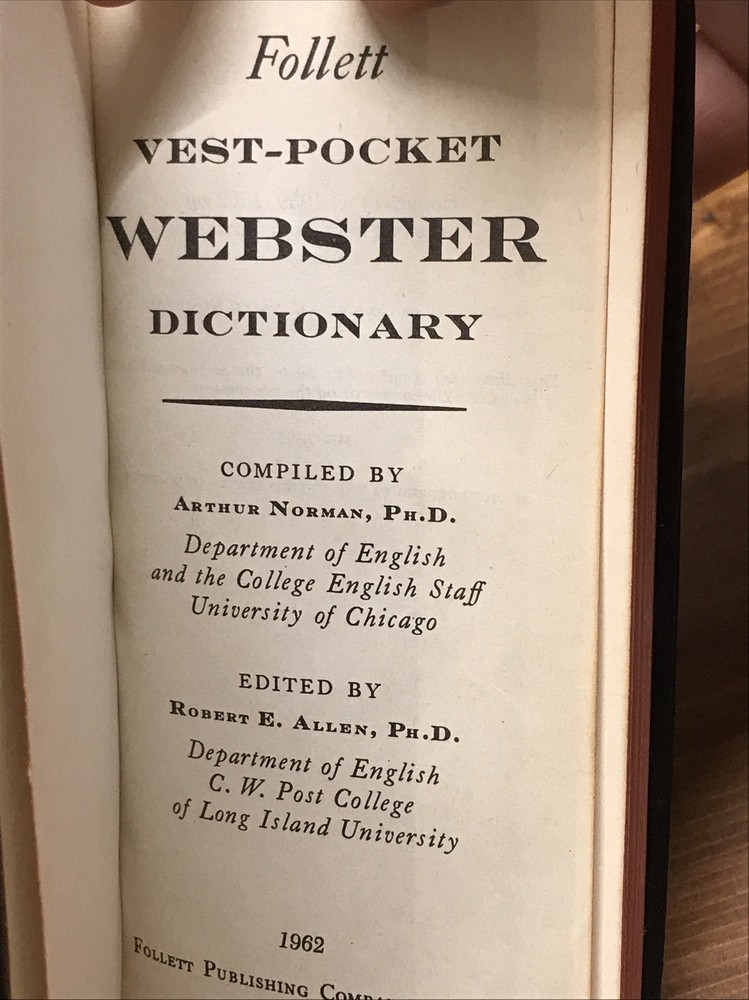 Follett
VEST-POCKET
WEBSTER
DICTIONARY
COMPILED BY
ARTHUR NORMAN, PH.D.
Department of English
and the College English Staff
University of Chicago
EDITED BY
ROBERT E. ALLEN, PH.D.
Department of English
C. W. Post College
of Long Island University
1962
FOLLETT PUBLISHING